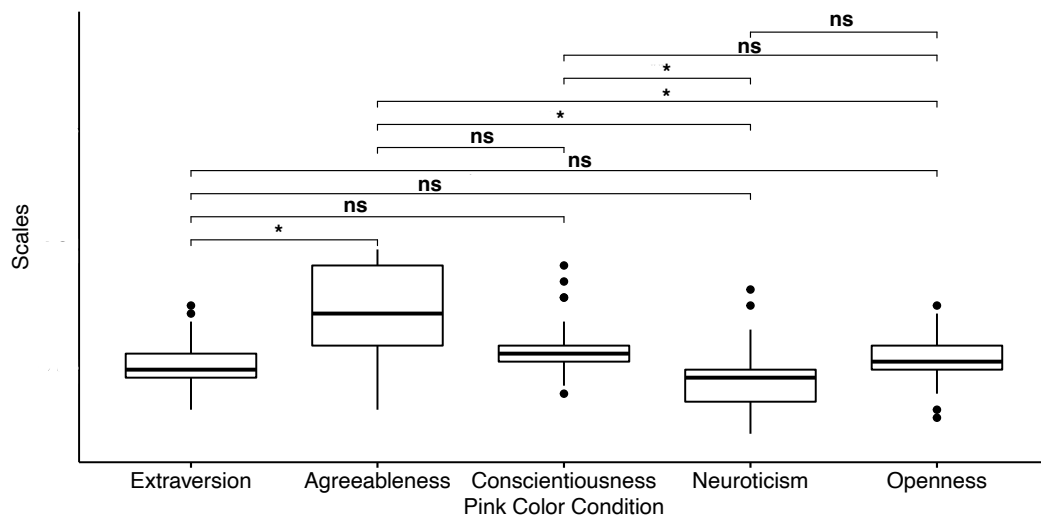 ns
ns
*
*
*
ns
ns
ns
ns
*
Scales
Extraversion Agreeableness Conscientiousness Neuroticism Openness
Pink Color Condition